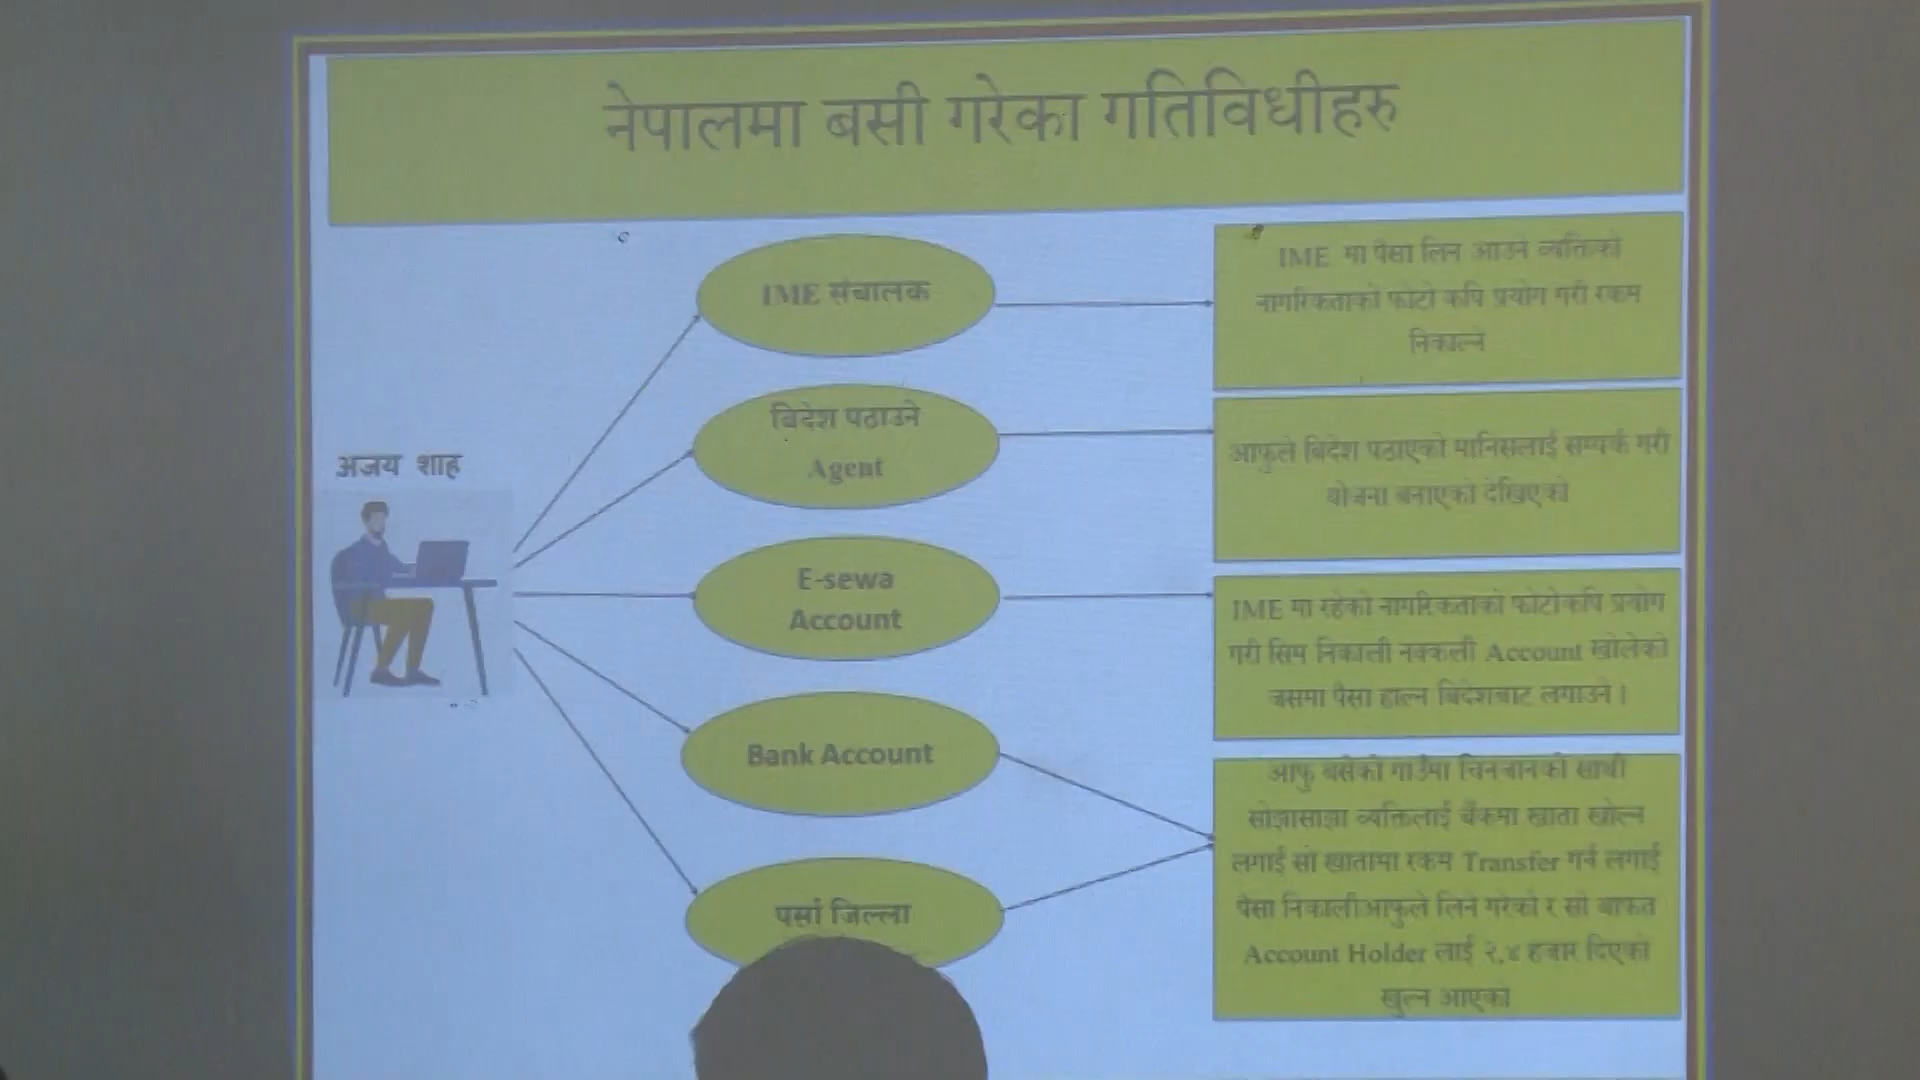 नेपालमा बसी गरेका गतिविधीहरु
IME संचालक
IME मा पैसा लिन आउने व्यक्तिको
नागरिकताको फोटो कपि प्रयोग गरी रकम
निकाल्ने
बिदेश पठाउने
Agent
आफुले बिदेश पठाएको मानिसलाई सम्पर्क गरी
योजना बनाएको देखिएको
अजय शाह
E-sewa
Account
IME मा रहेको नागरिकताको फोटोकपि प्रयोग
गरी सिम निकाली नक्कली Account खोलेको
जसमा पैसा हाल्न बिदेशबाट लगाउने ।
Bank Account
पर्सा जिल्ला
आफु बसेको गाउँमा चिनजानको साथी
सोझासाझा व्यक्तिलाई बैंकमा खाता खोल्न
लगाई सो खातामा रकम Transfer गर्न लगाई
पैसा निकालीआफुले लिने गरेको र सो बाफत
Account Holder लाई २,४ हजार दिएको
खुल्न आएको